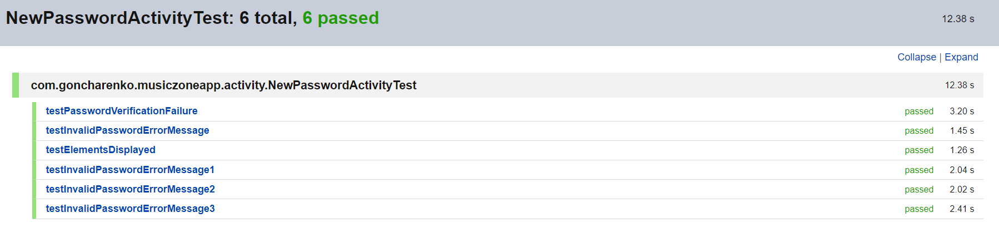 NewPasswordActivityTest: 6 total, 6 passed 12.38 s
Collapse | Expand
com.goncharenko.musiczoneapp.activity.NewPasswordActivityTest 12.38 s
testPasswordVerificationFailure passed 3.20 s
testInvalidPasswordErrorMessage passed 1.45 s
testElementsDisplayed passed 1.26 s
testInvalidPasswordErrorMessage1 passed 2.04 s
testInvalidPasswordErrorMessage2 passed 2.02 s
testInvalidPasswordErrorMessage3 passed 2.41 s